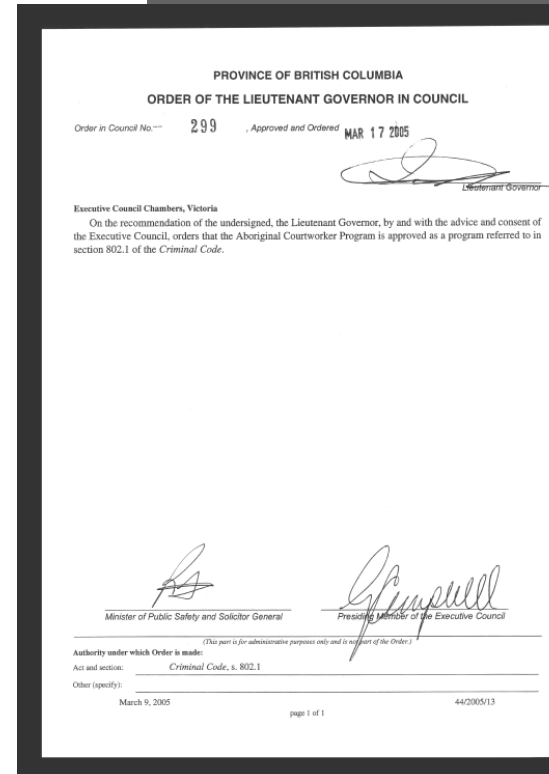 PROVINCE OF BRITISH COLUMBIA
ORDER OF THE LIEUTENANT GOVERNOR IN COUNCIL
Order in Council No. 299 , Approved and Ordered MAR 17 2005
Lieutenant Governor
Executive Council Chambers, Victoria
On the recommendation of the undersigned, the Lieutenant Governor, by and with the advice and consent of
the Executive Council, orders that the Aboriginal Courtworker Program is approved as a program referred to in
section 802.1 of the Criminal Code.
GCampbell
Minister of Public Safety and Solicitor General Presiding Member of the Executive Council
(This part is for administrative purposes only and is not part of the Order.)
Authority under which Order is made:
Act and section: Criminal Code, s. 802.1
Other (specify):
March 9, 2005 44/2005/13
page 1 of 1